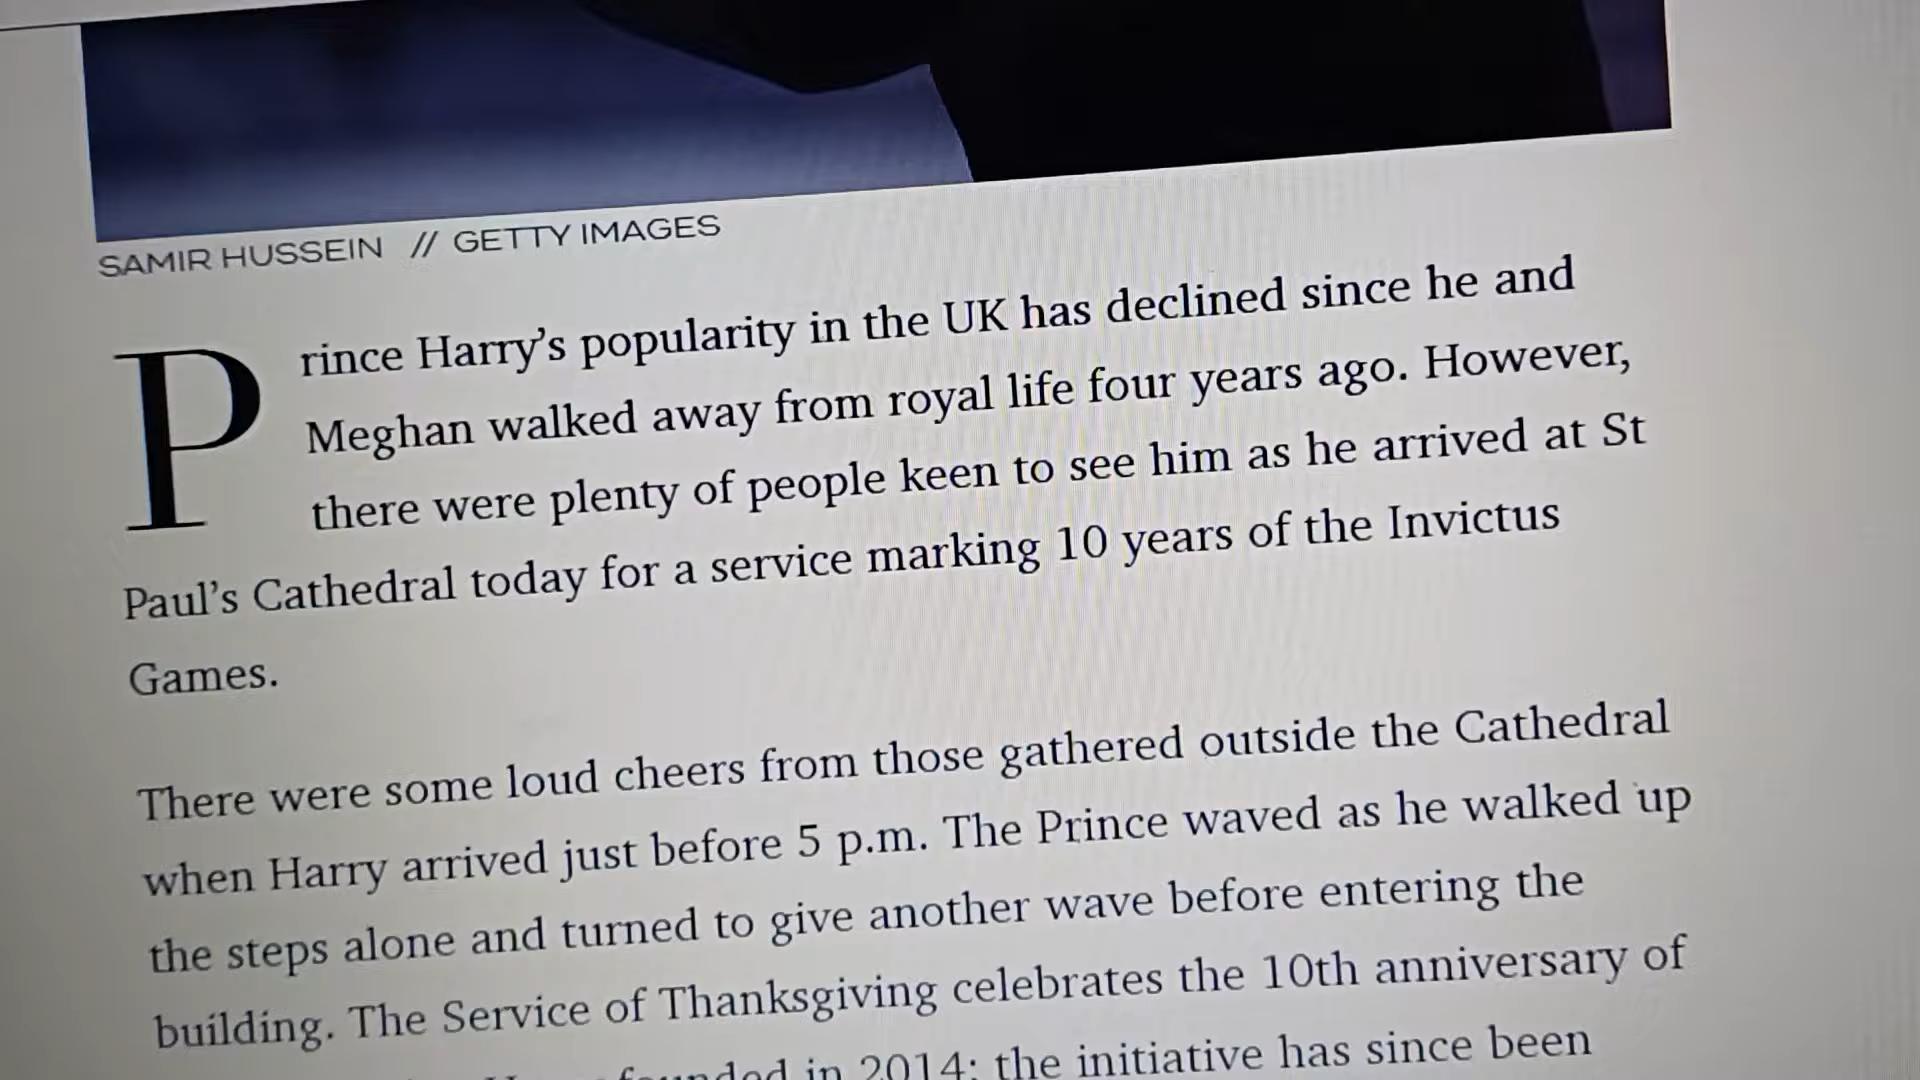 SAMIR HUSSEIN // GETTY IMAGES
Prince Harry’s popularity in the UK has declined since he and
Meghan walked away from royal life four years ago. However,
there were plenty of people keen to see him as he arrived at St
Paul’s Cathedral today for a service marking 10 years of the Invictus
Games.
There were some loud cheers from those gathered outside the Cathedral
when Harry arrived just before 5 p.m. The Prince waved as he walked up
the steps alone and turned to give another wave before entering the
building. The Service of Thanksgiving celebrates the 10th anniversary of
founded in 2014; the initiative has since been